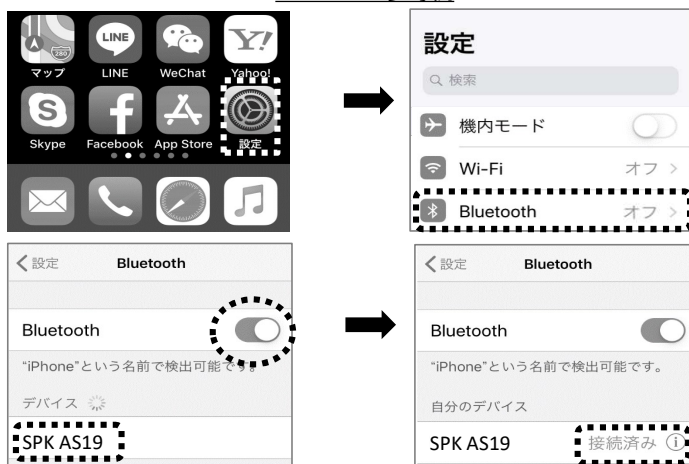 マップ LINE WeChat Yahoo!
Skype Facebook App Store 設定
設定
検索
機内モード
Wi-Fi オフ
Bluetooth オフ
設定 Bluetooth
Bluetooth
“iPhone”という名前で検出可能です。
デバイス
SPK AS19
設定 Bluetooth
Bluetooth
“iPhone”という名前で検出可能です。
自分のデバイス
SPK AS19 接続済み